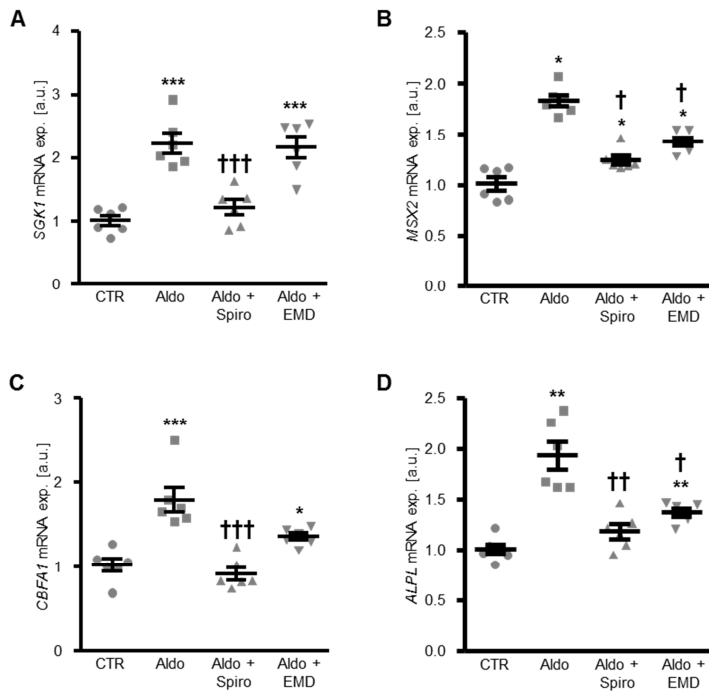 A
SGK1 mRNA exp. [a.u.]
4
3
2
1
0
***
†††
***
CTR
Aldo
Aldo +
Spiro
Aldo +
EMD
B
MSX2 mRNA exp. [a.u.]
2.5
2.0
1.5
1.0
0.5
0.0
*
†
*
†
*
CTR
Aldo
Aldo +
Spiro
Aldo +
EMD
C
CBFA1 mRNA exp. [a.u.]
3
2
1
0
***
†††
*
CTR
Aldo
Aldo +
Spiro
Aldo +
EMD
D
ALPL mRNA exp. [a.u.]
2.5
2.0
1.5
1.0
0.5
0.0
**
††
†
**
CTR
Aldo
Aldo +
Spiro
Aldo +
EMD